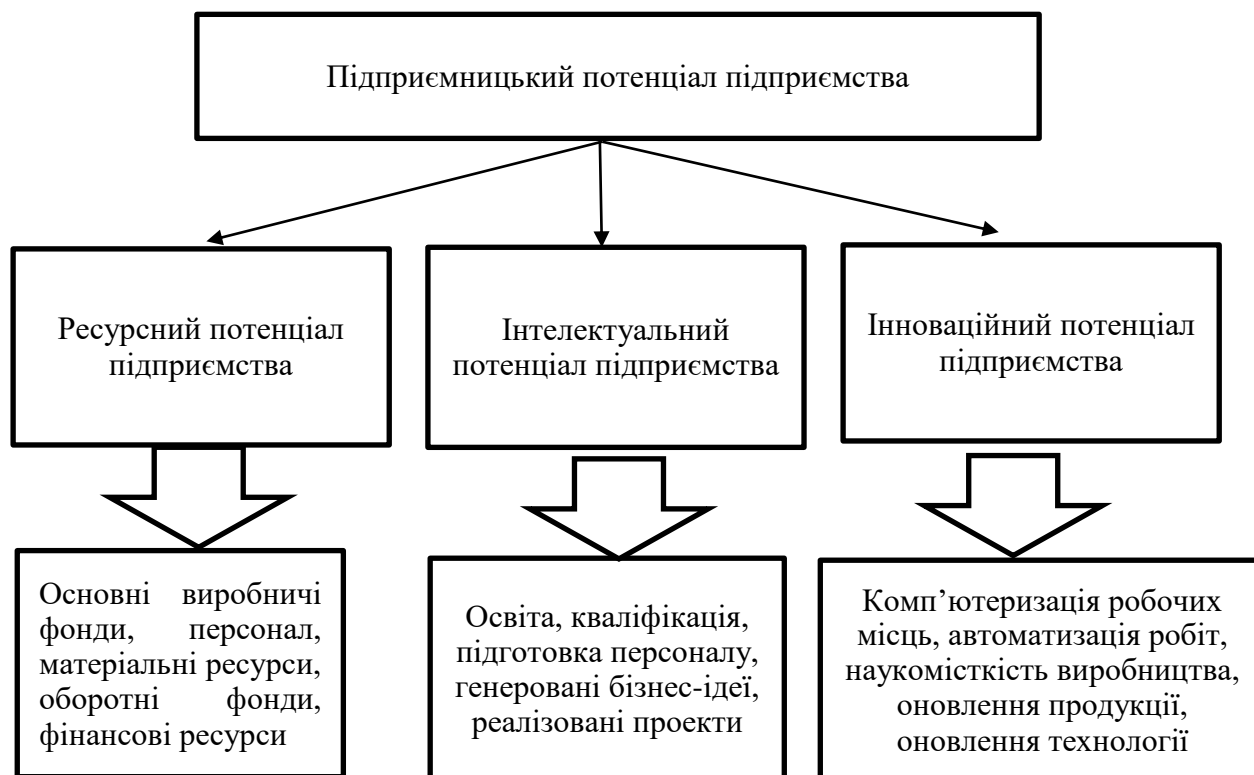 Підприємницький потенціал підприємства
Ресурсний потенціал
підприємства
Інтелектуальний
потенціал підприємства
Інноваційний потенціал
підприємства
Основні виробничі
фонди, персонал,
матеріальні ресурси,
оборотні фонди,
фінансові ресурси
Освіта, кваліфікація,
підготовка персоналу,
генеровані бізнес-ідеї,
реалізовані проекти
Комп’ютеризація робочих
місць, автоматизація робіт,
наукомісткість виробництва,
оновлення продукції,
оновлення технології